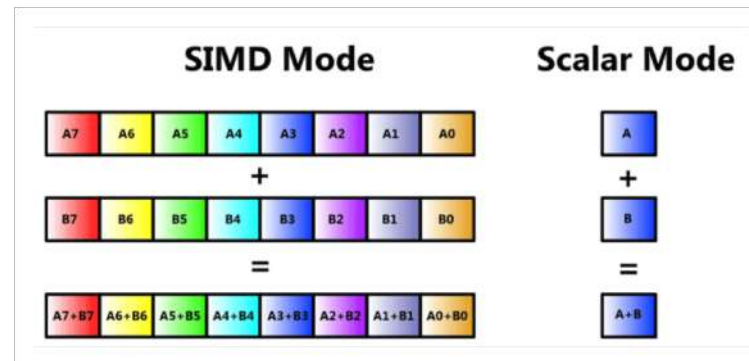 SIMD Mode Scalar Mode
A7 A6 A5 A4 A3 A2 A1 A0 A
+ +
B7 B6 B5 B4 B3 B2 B1 B0 B
= =
A7+B7 A6+B6 A5+B5 A4+B4 A3+B3 A2+B2 A1+B1 A0+B0 A+B